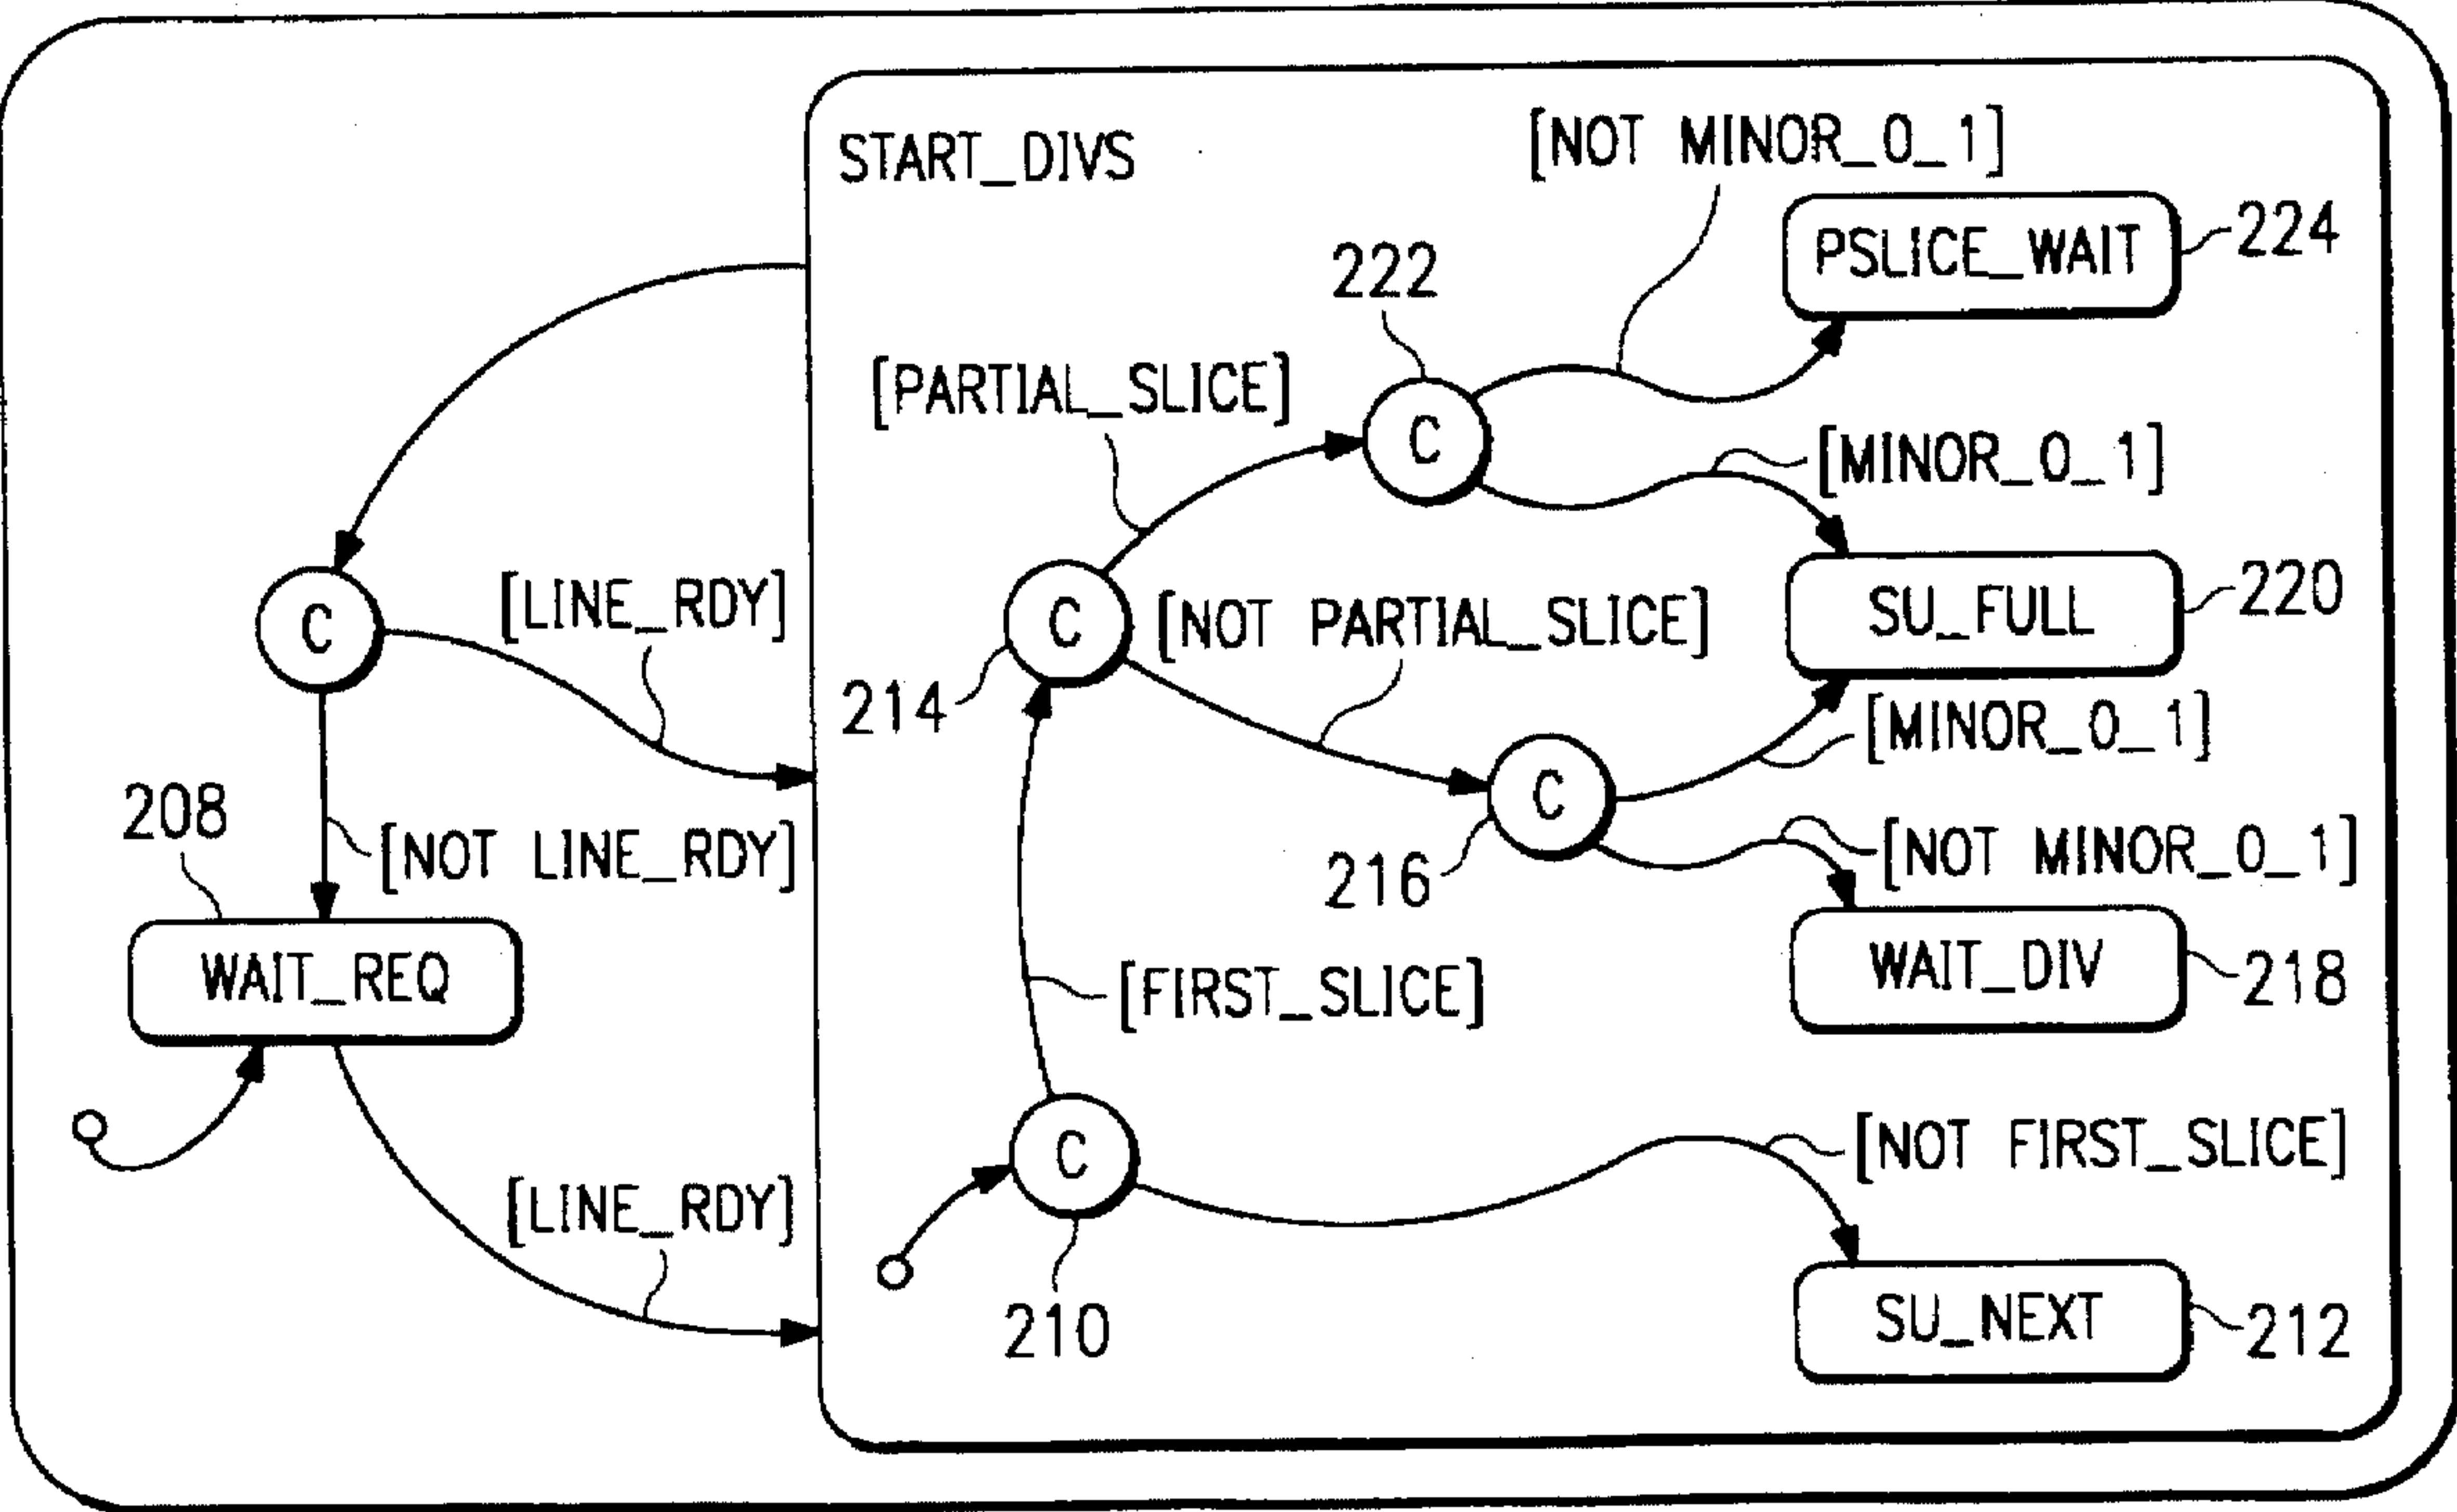 START_DIVS
[NOT MINOR_0_1]
PSLICE_WAIT
224
222
[PARTIAL_SLICE]
C
[MINOR_0_1]
C
[LINE_RDY]
C
[NOT PARTIAL_SLICE]
SU_FULL
220
214
[MINOR_0_1]
208
[NOT LINE_RDY]
C
216
[NOT MINOR_0_1]
WAIT_REQ
[FIRST_SLICE]
WAIT_DIV
218
C
[NOT FIRST_SLICE]
[LINE_RDY]
210
SU_NEXT
212